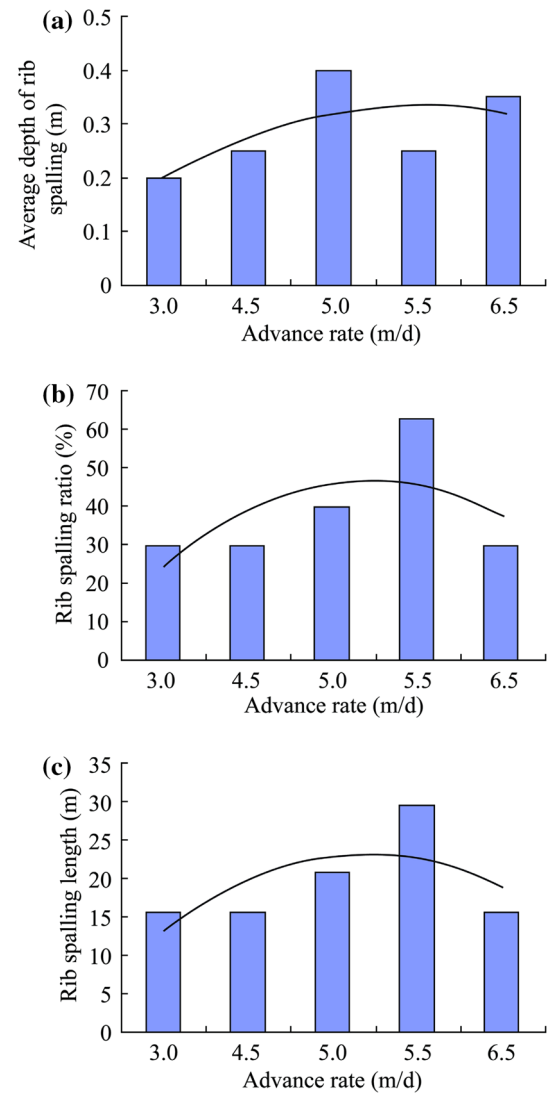 (a)
Average depth of rib
spalling (m)
0.5
0.4
0.3
0.2
0.1
0
3.0 4.5 5.0 5.5 6.5
Advance rate (m/d)
(b)
Rib spalling ratio (%)
70
60
50
40
30
20
10
0
3.0 4.5 5.0 5.5 6.5
Advance rate (m/d)
(c)
Rib spalling length (m)
35
30
25
20
15
10
5
0
3.0 4.5 5.0 5.5 6.5
Advance rate (m/d)